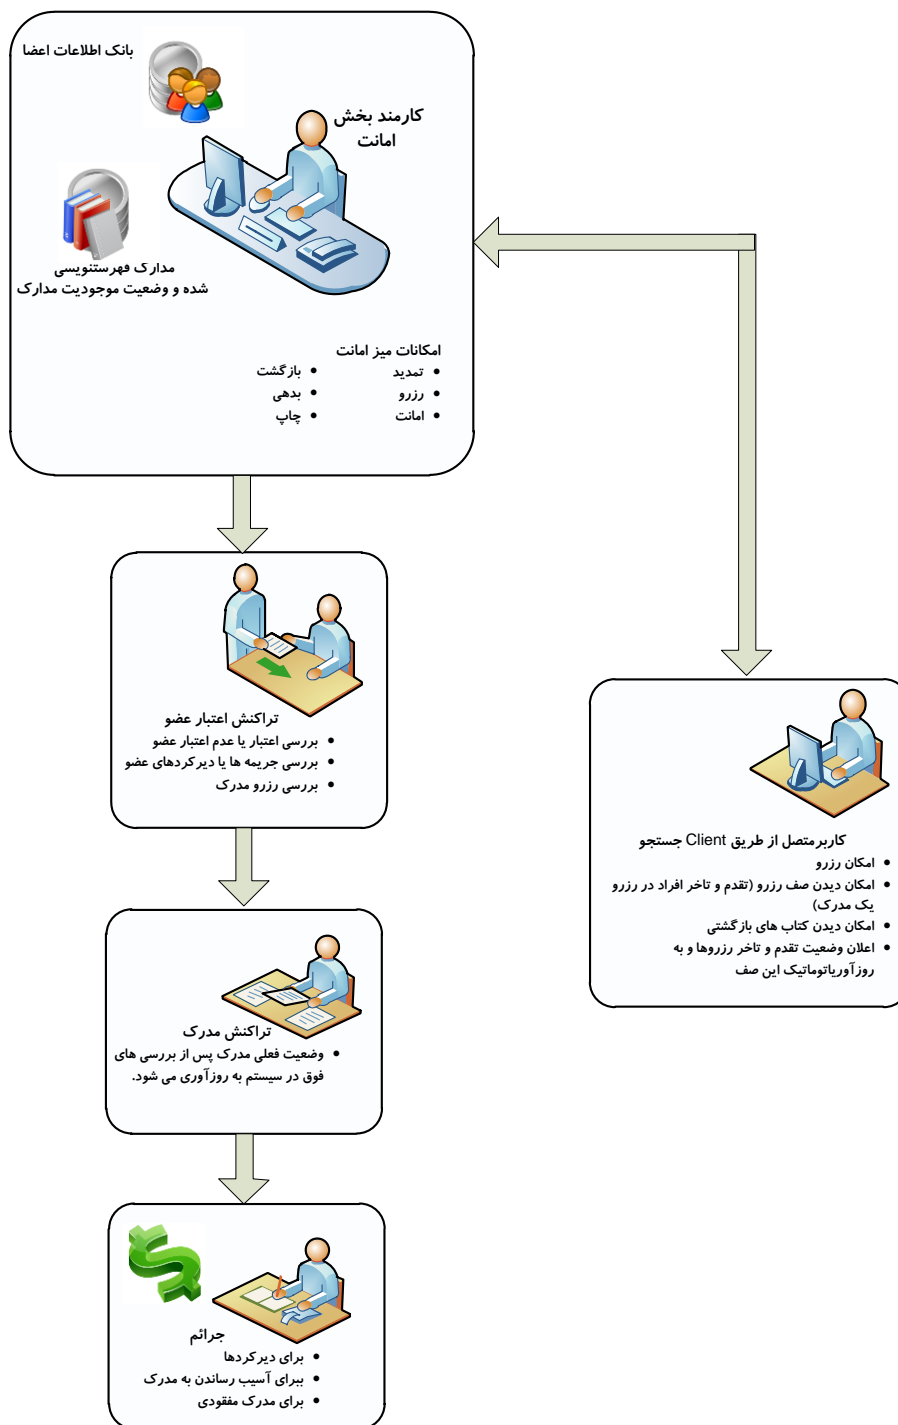 بانک اطلاعات اعضا
کارمند بخش
امانت
مدارک فهرستنویسی
شده و وضعیت موجودیت مدارک
امکانات میز امانت
• تمدید
• رزرو
• امانت
• بازگشت
• بدهی
• چاپ
تراکنش اعتبار عضو
• بررسی اعتبار یا عدم اعتبار عضو
• بررسی جریمه ها یا دیرکردهای عضو
• بررسی رزرو مدرک
کاربرمتصل از طریق Client جستجو
• امکان رزرو
• امکان دیدن صف رزرو (تقدم و تاخر افراد در رزرو
یک مدرک)
• امکان دیدن کتاب های بازگشتی
• اعلان وضعیت تقدم و تاخر رزروها و به
روزآوریاتوماتیک این صف
تراکنش مدرک
• وضعیت فعلی مدرک پس از بررسی های
فوق در سیستم به روزآوری می شود.
جرائم
• برای دیرکردها
• ببرای آسیب رساندن به مدرک
• برای مدرک مفقودی